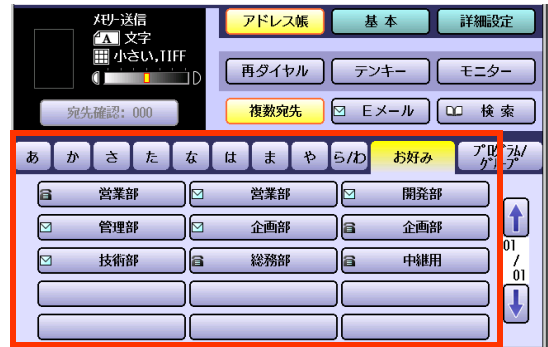 ﾒﾓﾘｰ送信
A 文字
小さい,TIFF
L D
宛先確認: 000
アドレス帳 基本 詳細設定
再ダイヤル テンキー モニター
複数宛先 Eメール 検索
あ か さ た な は ま や ら/わ お好み ﾌﾟﾛｸﾞﾗﾑ/
ｸﾞﾙｰﾌﾟ
営業部 営業部 開発部
管理部 企画部 企画部
技術部 総務部 中継用
01
/
01